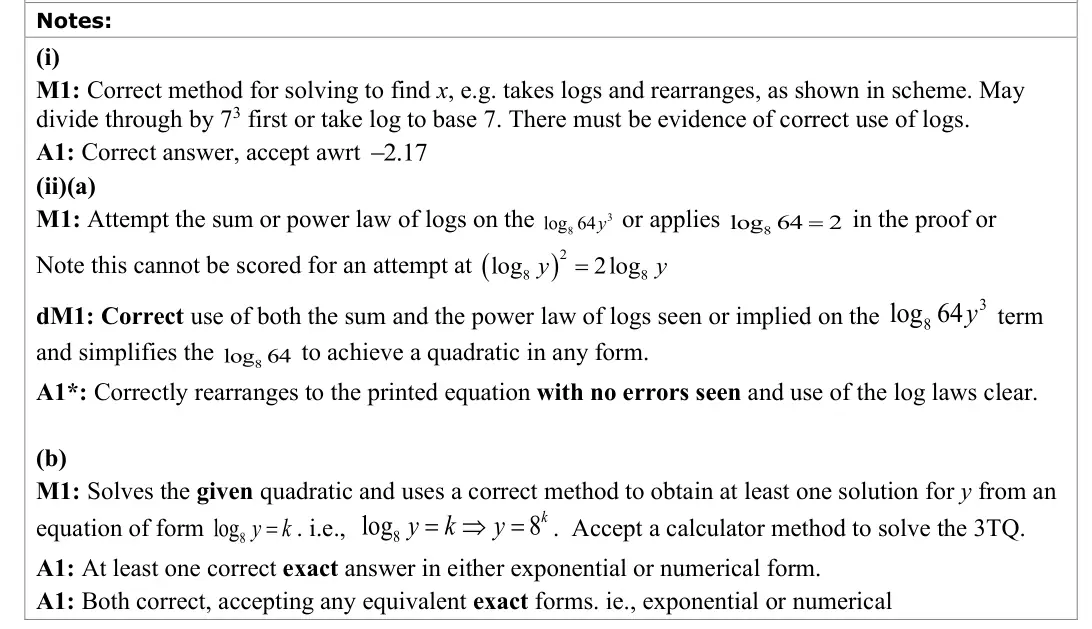 Notes:
(i)
M1: Correct method for solving to find x, e.g. takes logs and rearranges, as shown in scheme. May
divide through by 7³ first or take log to base 7. There must be evidence of correct use of logs.
A1: Correct answer, accept awrt −2.17
(ii)(a)
M1: Attempt the sum or power law of logs on the log₈ 64y³ or applies log₈ 64 = 2 in the proof or
Note this cannot be scored for an attempt at (log₈ y)² = 2log₈ y
dM1: Correct use of both the sum and the power law of logs seen or implied on the log₈ 64y³ term
and simplifies the log₈ 64 to achieve a quadratic in any form.
A1*: Correctly rearranges to the printed equation with no errors seen and use of the log laws clear.
(b)
M1: Solves the given quadratic and uses a correct method to obtain at least one solution for y from an
equation of form log₈ y = k . i.e., log₈ y = k ⇒ y = 8ᵏ . Accept a calculator method to solve the 3TQ.
A1: At least one correct exact answer in either exponential or numerical form.
A1: Both correct, accepting any equivalent exact forms. ie., exponential or numerical